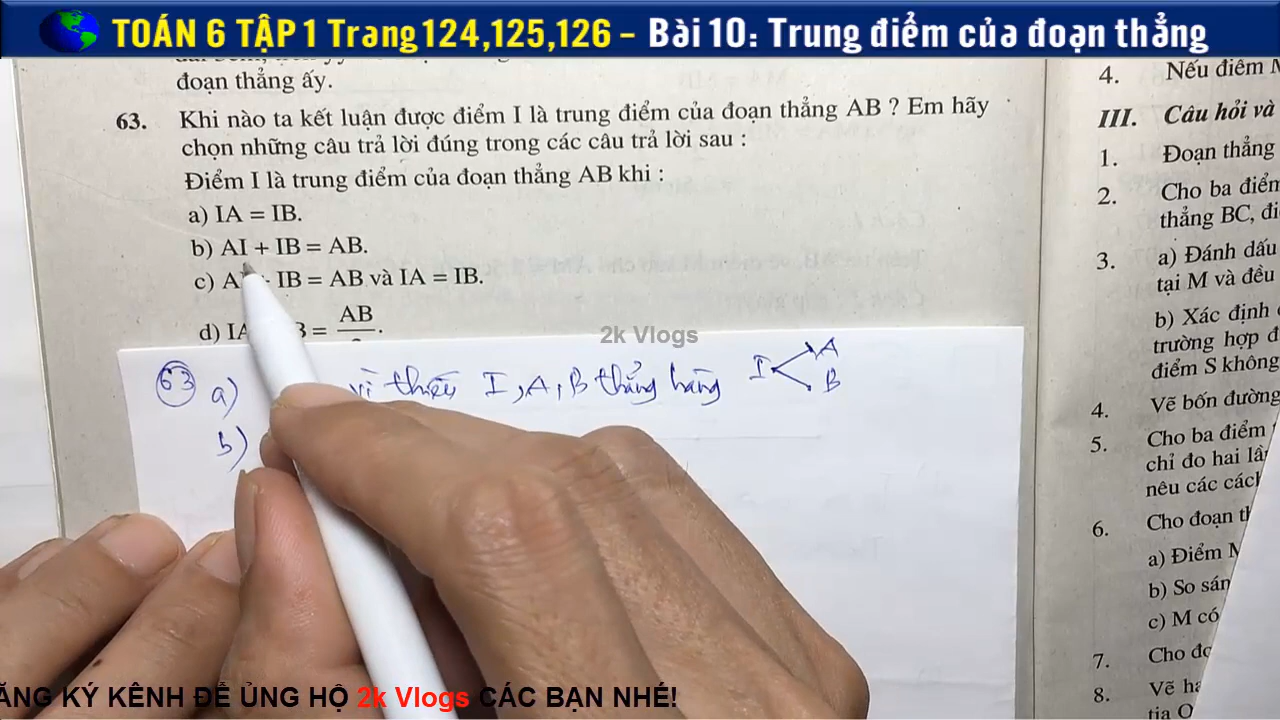 TOÁN 6 TẬP 1 Trang 124,125,126 - Bài 10: Trung điểm của đoạn thẳng
đoạn thẳng ấy.
63. Khi nào ta kết luận được điểm I là trung điểm của đoạn thẳng AB ? Em hãy
chọn những câu trả lời đúng trong các câu trả lời sau :
Điểm I là trung điểm của đoạn thẳng AB khi :
a) IA = IB.
b) AI + IB = AB.
c) A IB = AB và IA = IB.
d) IA = AB
2k Vlogs
63 a) vì thiếu I, A, B thẳng hàng I A
B
b)
4. Nếu điểm M
III. Câu hỏi và
1. Đoạn thẳng
2. Cho ba điểm
thẳng BC, đi
3. a) Đánh dấu
tại M và đều
b) Xác định
trường hợp đ
điểm S không
4. Vẽ bốn đường
5. Cho ba điểm
chỉ đo hai lần
nêu các cách
6. Cho đoạn th
a) Điểm M
b) So sán
c) M có
7. Cho đo
8. Vẽ ha
tia O
ĂNG KÝ KÊNH ĐỂ ỦNG HỘ 2k Vlogs CÁC BẠN NHÉ!